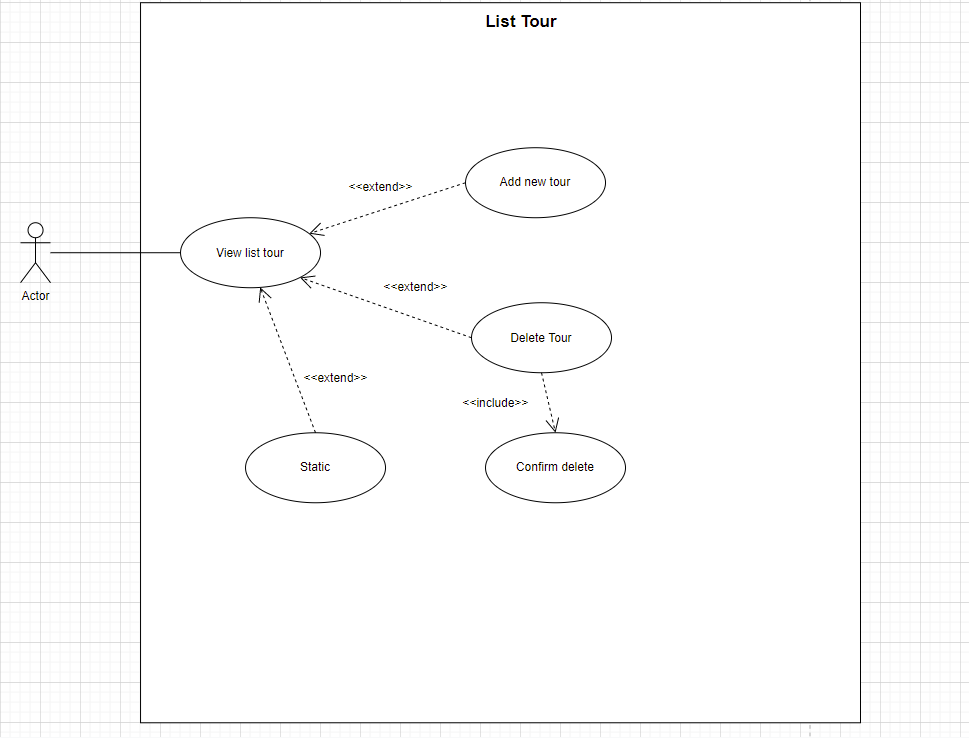 List Tour
Add new tour
<<extend>>
View list tour
<<extend>>
Actor
Delete Tour
<<extend>>
<<include>>
Static
Confirm delete